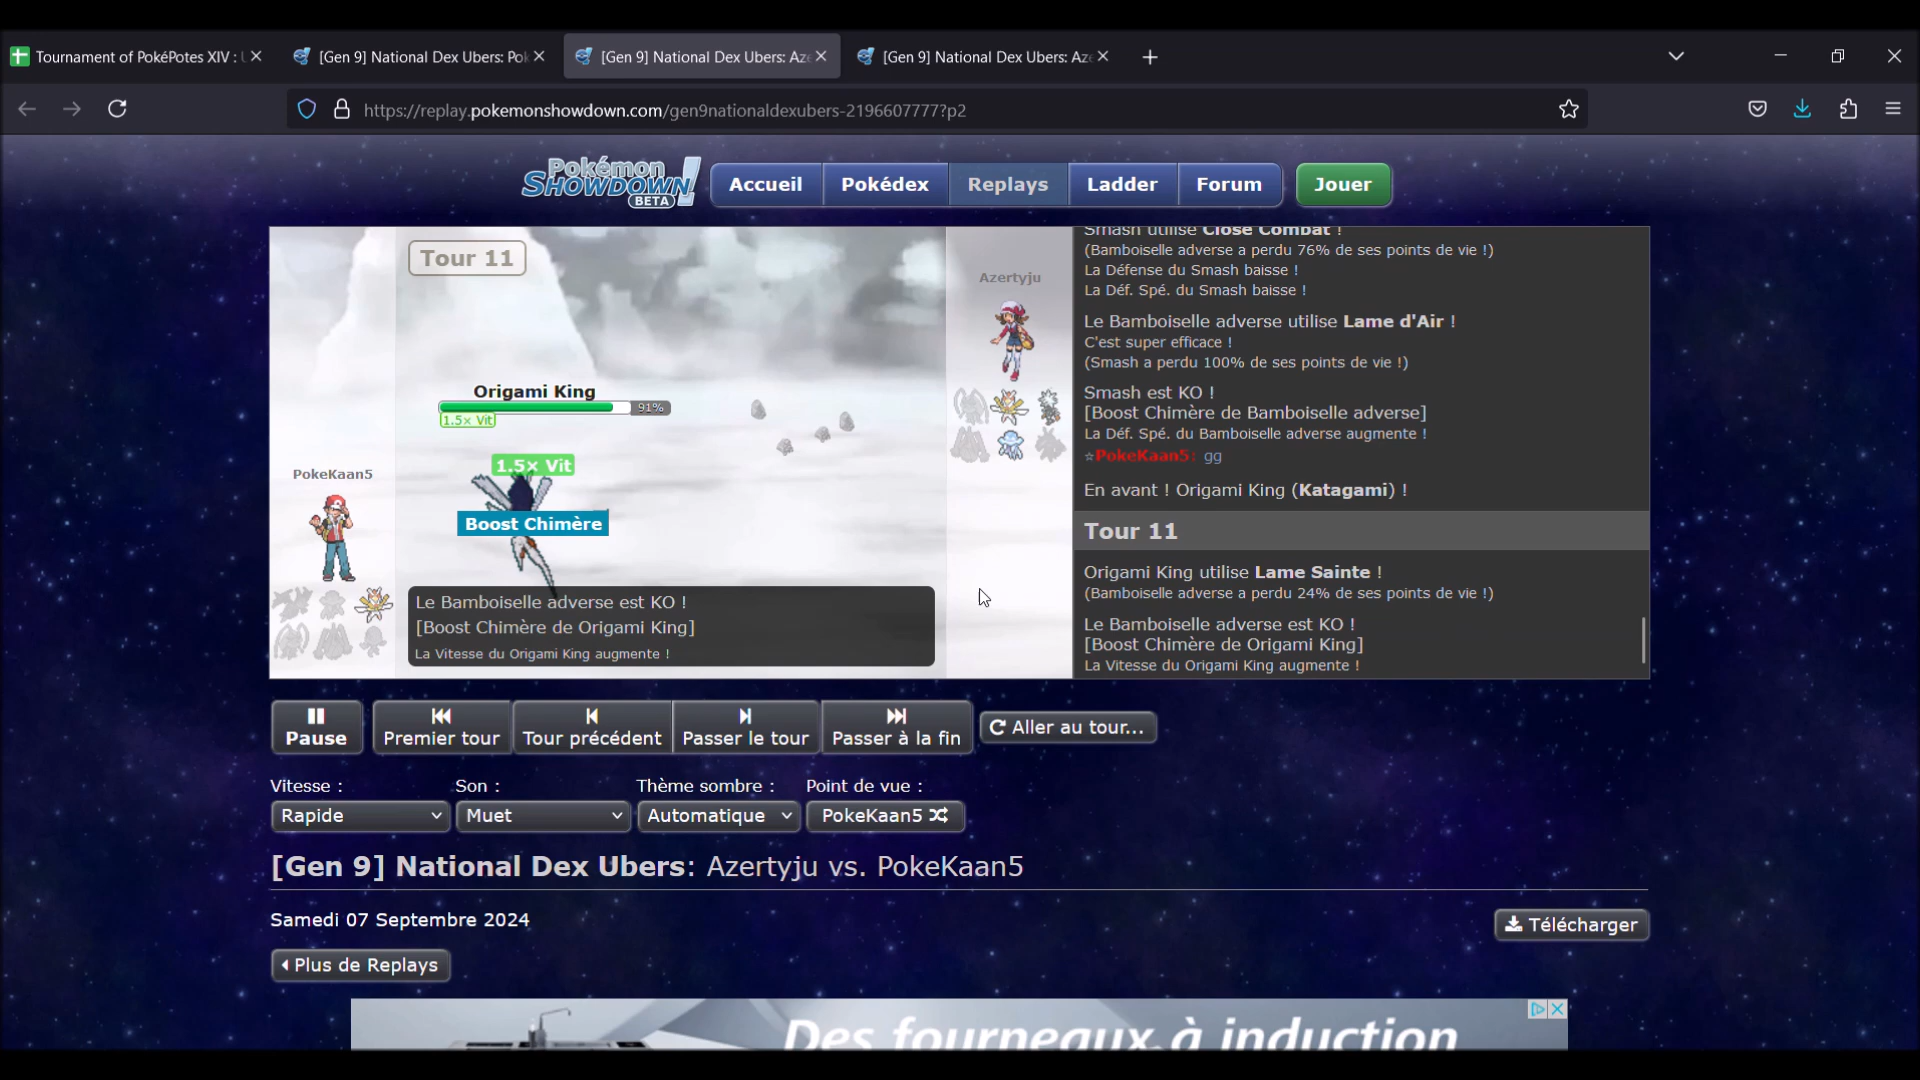 Tournament of PokéPotes XIV :
[Gen 9] National Dex Ubers: Pok
[Gen 9] National Dex Ubers: Aze
[Gen 9] National Dex Ubers: Aze
https://replay.pokemonshowdown.com/gen9nationaldexubers-2196607777?p2
Pokémon
SHOWDOWN!
BETA
Accueil
Pokédex
Replays
Ladder
Forum
Jouer
Tour 11
Origami King
91%
1.5× Vit
1.5× Vit
Boost Chimère
PokeKaan5
Azertyju
Le Bamboiselle adverse est KO !
[Boost Chimère de Origami King]
La Vitesse du Origami King augmente !
Smash utilise Close Combat !
(Bamboiselle adverse a perdu 76% de ses points de vie !)
La Défense du Smash baisse !
La Déf. Spé. du Smash baisse !
Le Bamboiselle adverse utilise Lame d'Air !
C'est super efficace !
(Smash a perdu 100% de ses points de vie !)
Smash est KO !
[Boost Chimère de Bamboiselle adverse]
La Déf. Spé. du Bamboiselle adverse augmente !
☆PokeKaan5: gg
En avant ! Origami King (Katagami) !
Tour 11
Origami King utilise Lame Sainte !
(Bamboiselle adverse a perdu 24% de ses points de vie !)
Le Bamboiselle adverse est KO !
[Boost Chimère de Origami King]
La Vitesse du Origami King augmente !
Pause
Premier tour
Tour précédent
Passer le tour
Passer à la fin
Aller au tour...
Vitesse :
Son :
Thème sombre :
Point de vue :
Rapide
Muet
Automatique
PokeKaan5
[Gen 9] National Dex Ubers: Azertyju vs. PokeKaan5
Samedi 07 Septembre 2024
Télécharger
Plus de Replays
Des fourneaux à induction